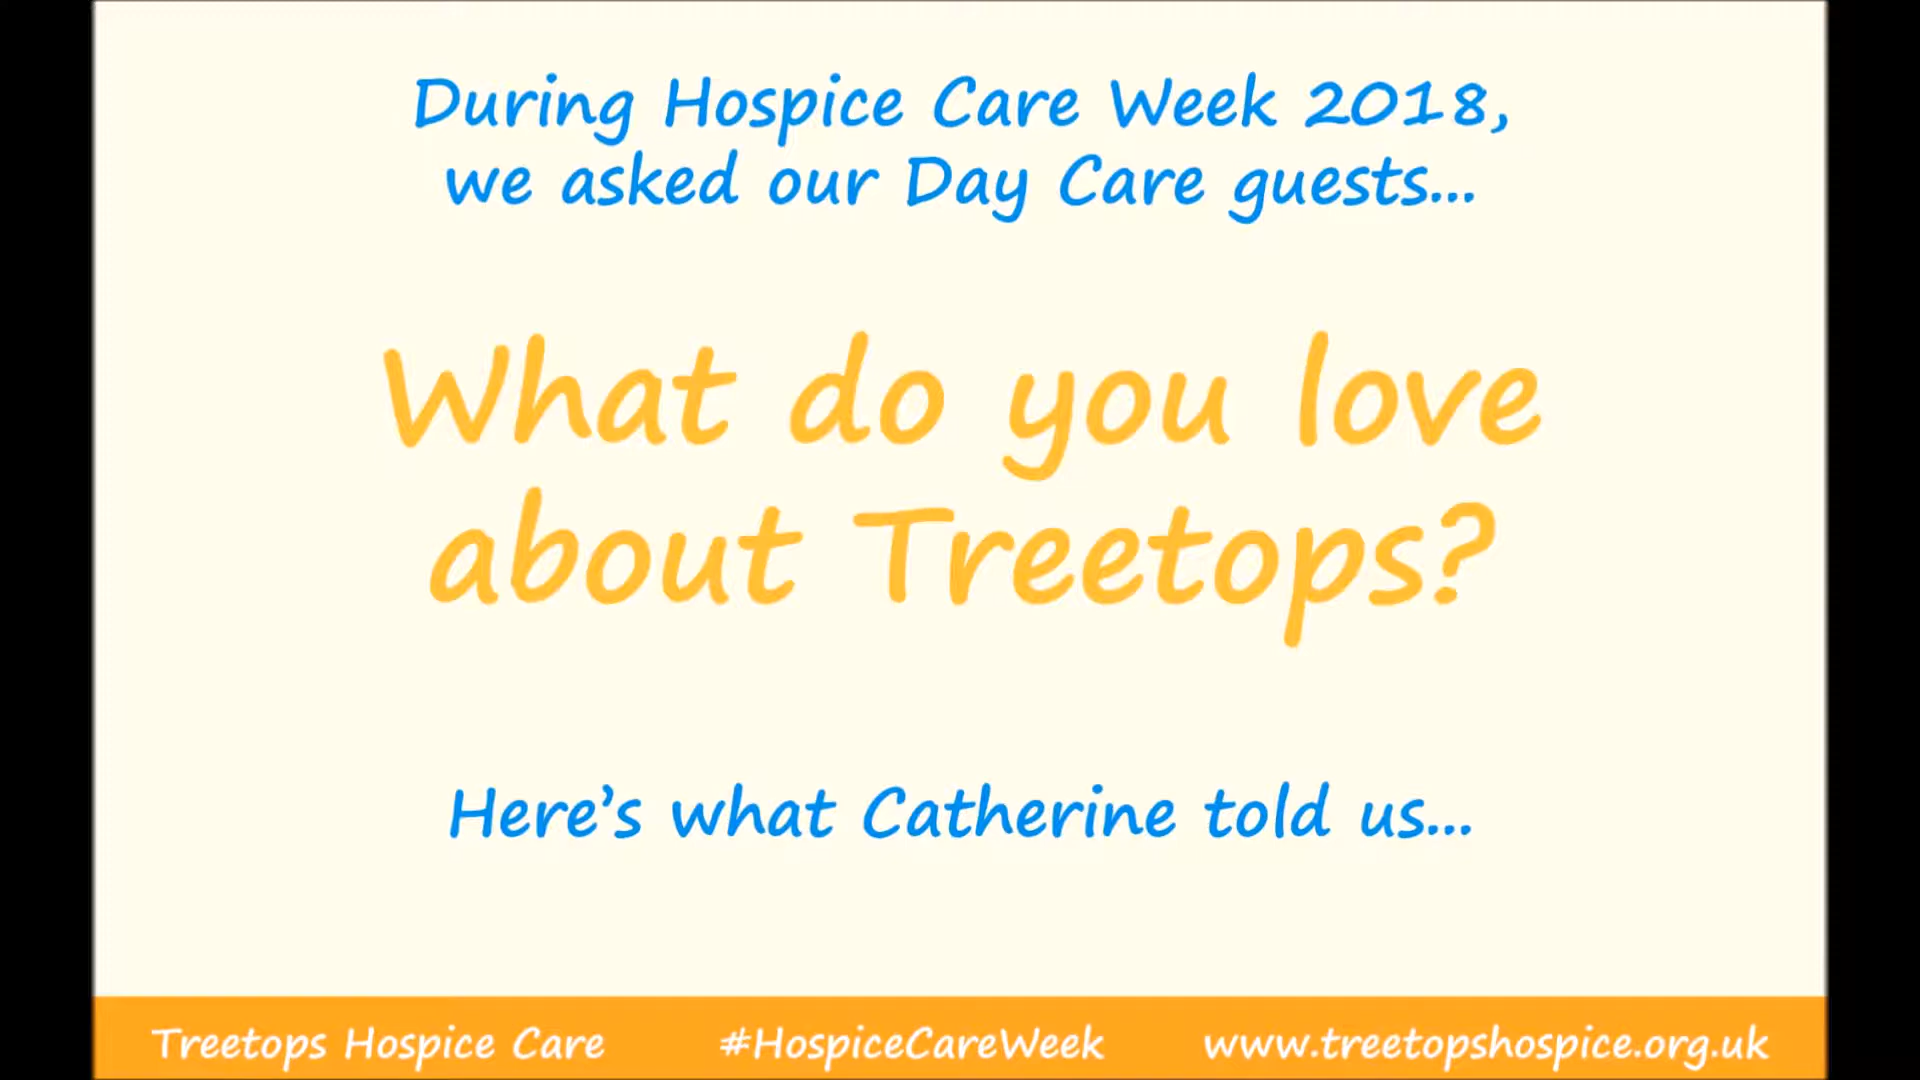 During Hospice Care Week 2018,
we asked our Day Care guests...
What do you love
about Treetops?
Here’s what Catherine told us...
Treetops Hospice Care #HospiceCareWeek www.treetopshospice.org.uk